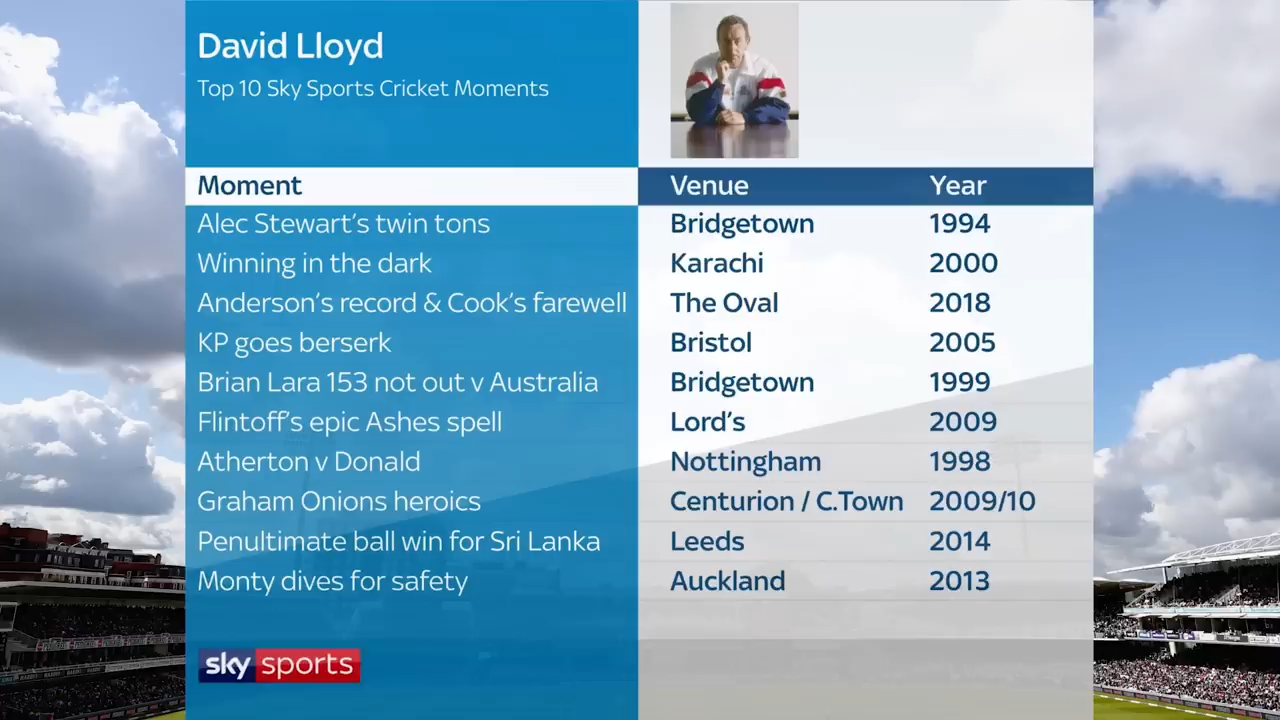 David Lloyd
Top 10 Sky Sports Cricket Moments
Moment Venue Year
Alec Stewart's twin tons Bridgetown 1994
Winning in the dark Karachi 2000
Anderson's record & Cook's farewell The Oval 2018
KP goes berserk Bristol 2005
Brian Lara 153 not out v Australia Bridgetown 1999
Flintoff's epic Ashes spell Lord's 2009
Atherton v Donald Nottingham 1998
Graham Onions heroics Centurion / C.Town 2009/10
Penultimate ball win for Sri Lanka Leeds 2014
Monty dives for safety Auckland 2013
sky sports